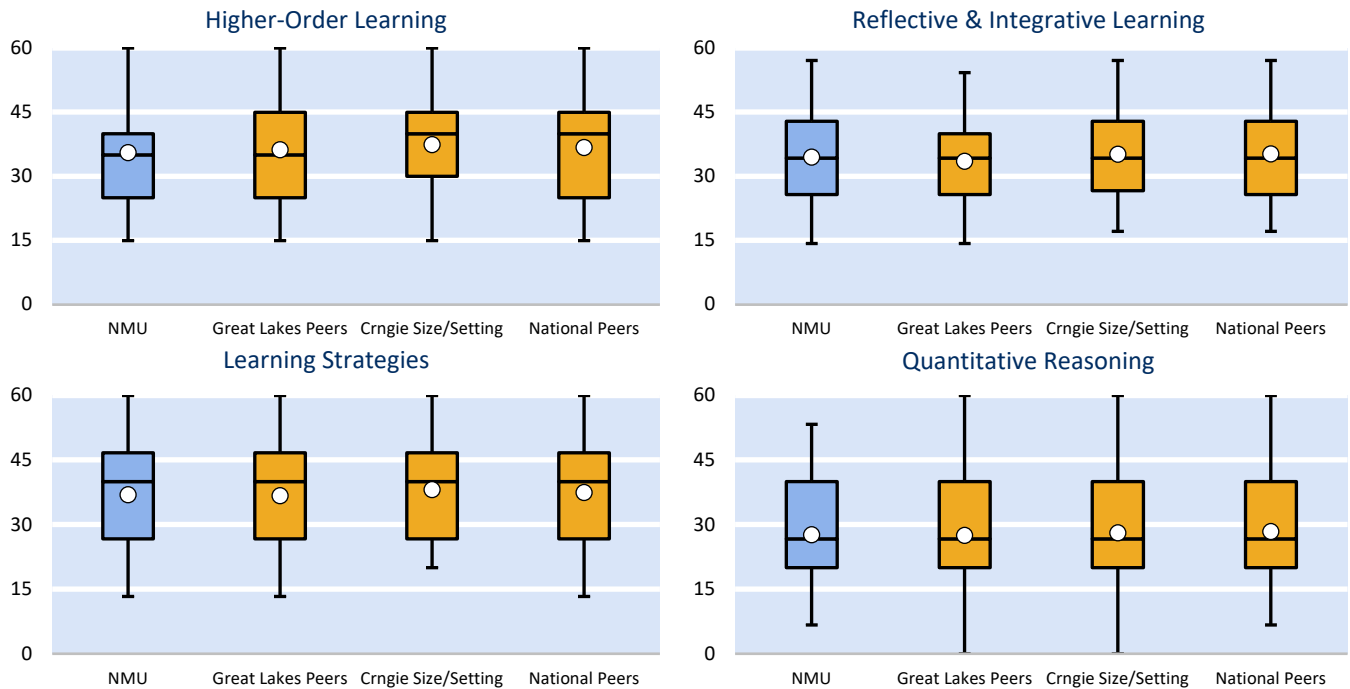 Higher-Order Learning
60
45
30
15
0
NMU Great Lakes Peers Crngie Size/Setting National Peers
Reflective & Integrative Learning
60
45
30
15
0
NMU Great Lakes Peers Crngie Size/Setting National Peers
Learning Strategies
60
45
30
15
0
NMU Great Lakes Peers Crngie Size/Setting National Peers
Quantitative Reasoning
60
45
30
15
0
NMU Great Lakes Peers Crngie Size/Setting National Peers